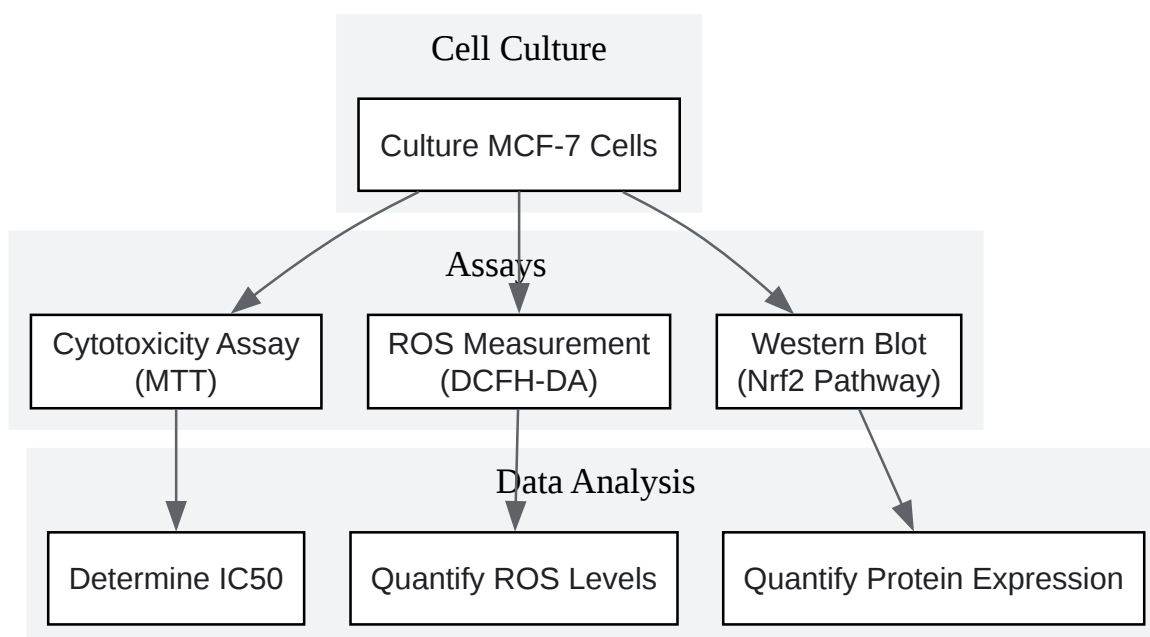 Cell Culture
Culture MCF-7 Cells
Assays
Cytotoxicity Assay
(MTT)
ROS Measurement
(DCFH-DA)
Western Blot
(Nrf2 Pathway)
Data Analysis
Determine IC50
Quantify ROS Levels
Quantify Protein Expression